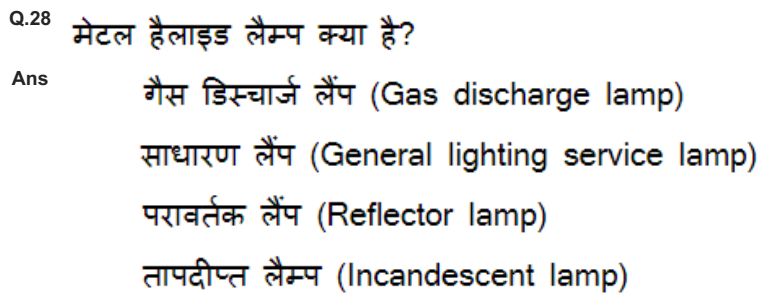 Q.28 मेटल हैलाइड लैम्प क्या है?
Ans गैस डिस्चार्ज लैंप (Gas discharge lamp)
साधारण लैंप (General lighting service lamp)
परावर्तक लैंप (Reflector lamp)
तापदीप्त लैम्प (Incandescent lamp)